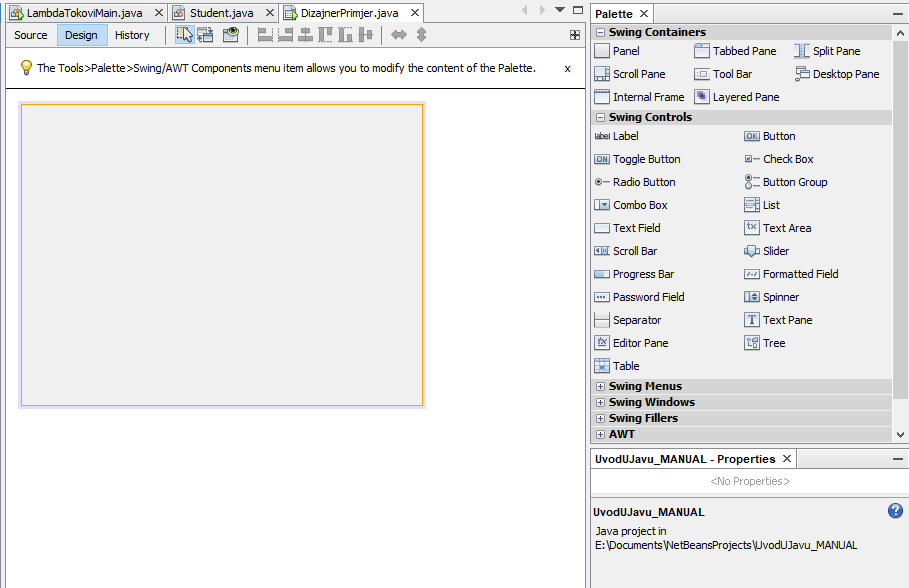 LambdaTokoviMain.java Student.java DizajnerPrimjer.java
Source Design History
The Tools>Palette>Swing/AWT Components menu item allows you to modify the content of the Palette. x
Palette
Swing Containers
Panel Tabbed Pane Split Pane
Scroll Pane Tool Bar Desktop Pane
Internal Frame Layered Pane
Swing Controls
label Label OK Button
ON Toggle Button Check Box
Radio Button Button Group
Combo Box List
Text Field Text Area
Scroll Bar Slider
Progress Bar Formatted Field
Password Field Spinner
Separator T Text Pane
Editor Pane Tree
Table
Swing Menus
Swing Windows
Swing Fillers
AWT
UvodUJavu_MANUAL - Properties
<No Properties>
UvodUJavu_MANUAL ?
Java project in
E:\Documents\NetBeansProjects\UvodUJavu_MANUAL